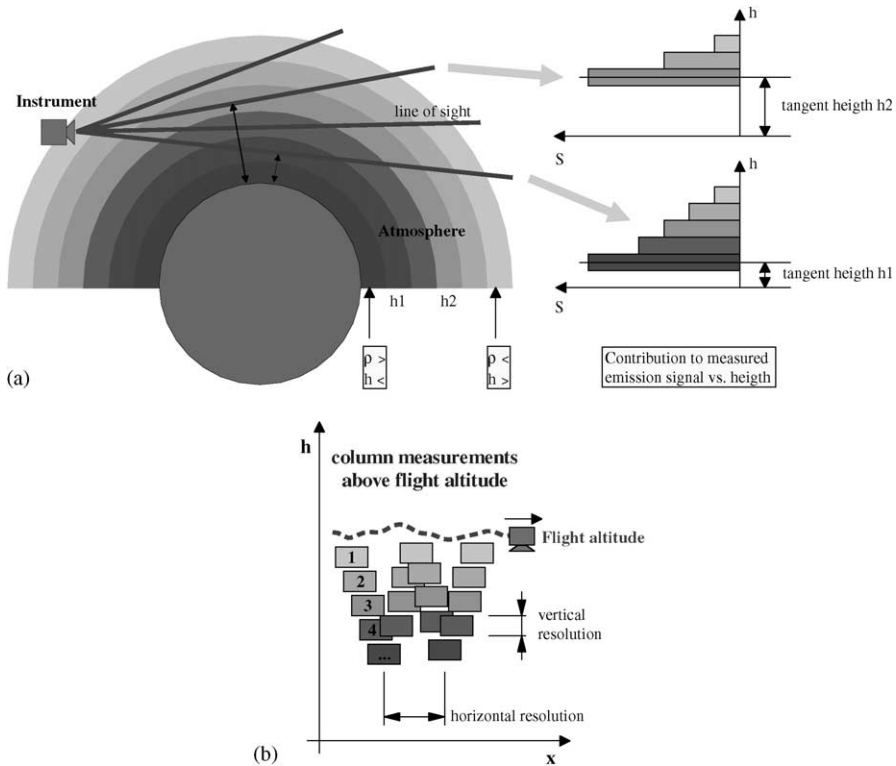 Instrument
line of sight
Atmosphere
h1
h2
ρ >
h <
ρ <
h >
(a)
h
tangent heigth h2
S
h
tangent heigth h1
S
Contribution to measured
emission signal vs. heigth
h
column measurements
above flight altitude
Flight altitude
1
2
3
4
...
vertical
resolution
horizontal resolution
x
(b)